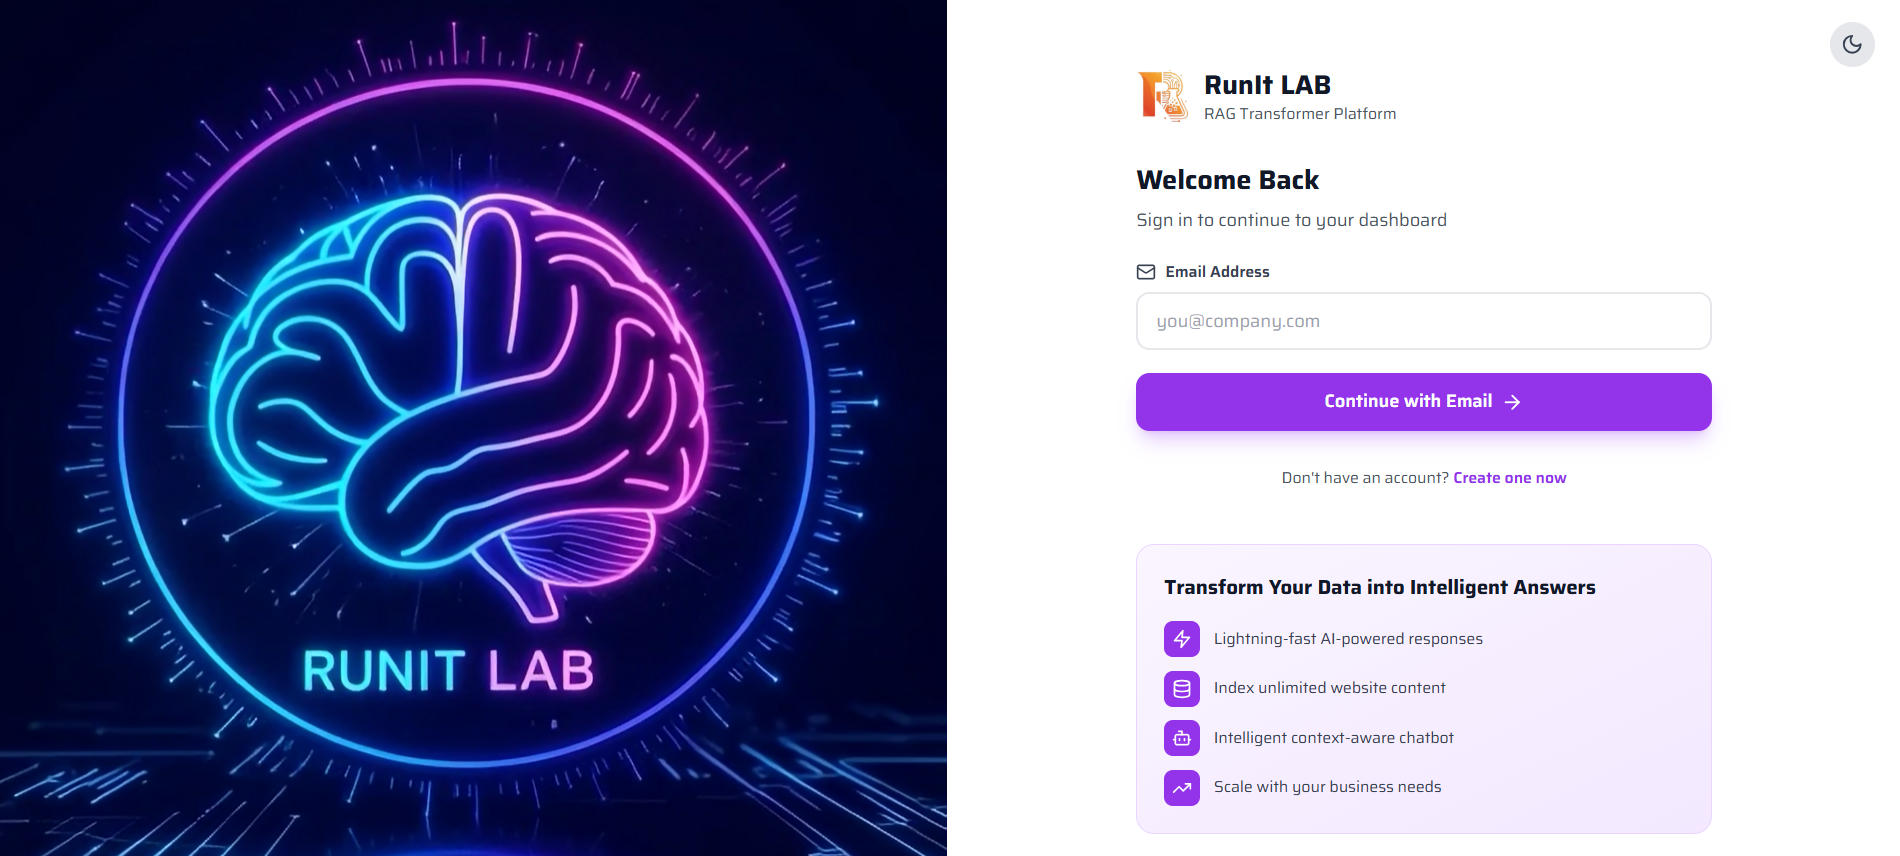 RUNIT LAB
RunIt LAB
RAG Transformer Platform
Welcome Back
Sign in to continue to your dashboard
Email Address
you@company.com
Continue with Email
Don't have an account? Create one now
Transform Your Data into Intelligent Answers
Lightning-fast AI-powered responses
Index unlimited website content
Intelligent context-aware chatbot
Scale with your business needs